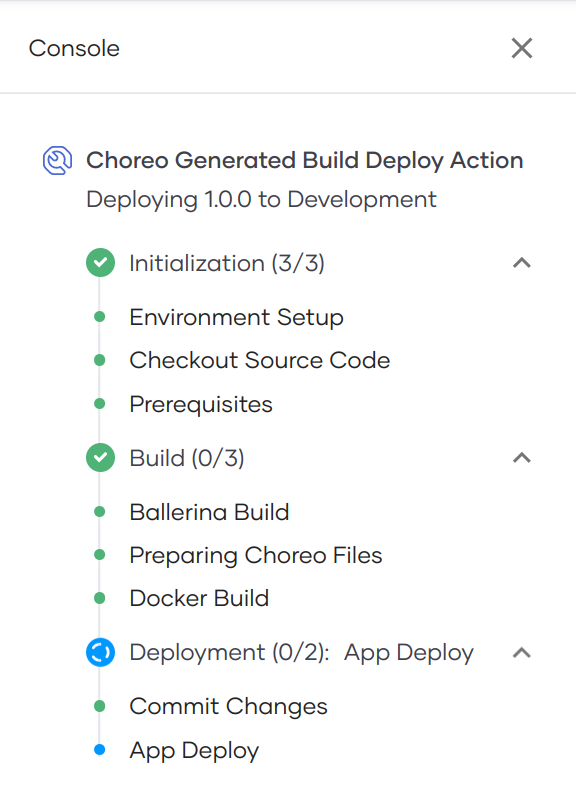 Console
Choreo Generated Build Deploy Action
Deploying 1.0.0 to Development
Initialization (3/3)
Environment Setup
Checkout Source Code
Prerequisites
Build (0/3)
Ballerina Build
Preparing Choreo Files
Docker Build
Deployment (0/2): App Deploy
Commit Changes
App Deploy